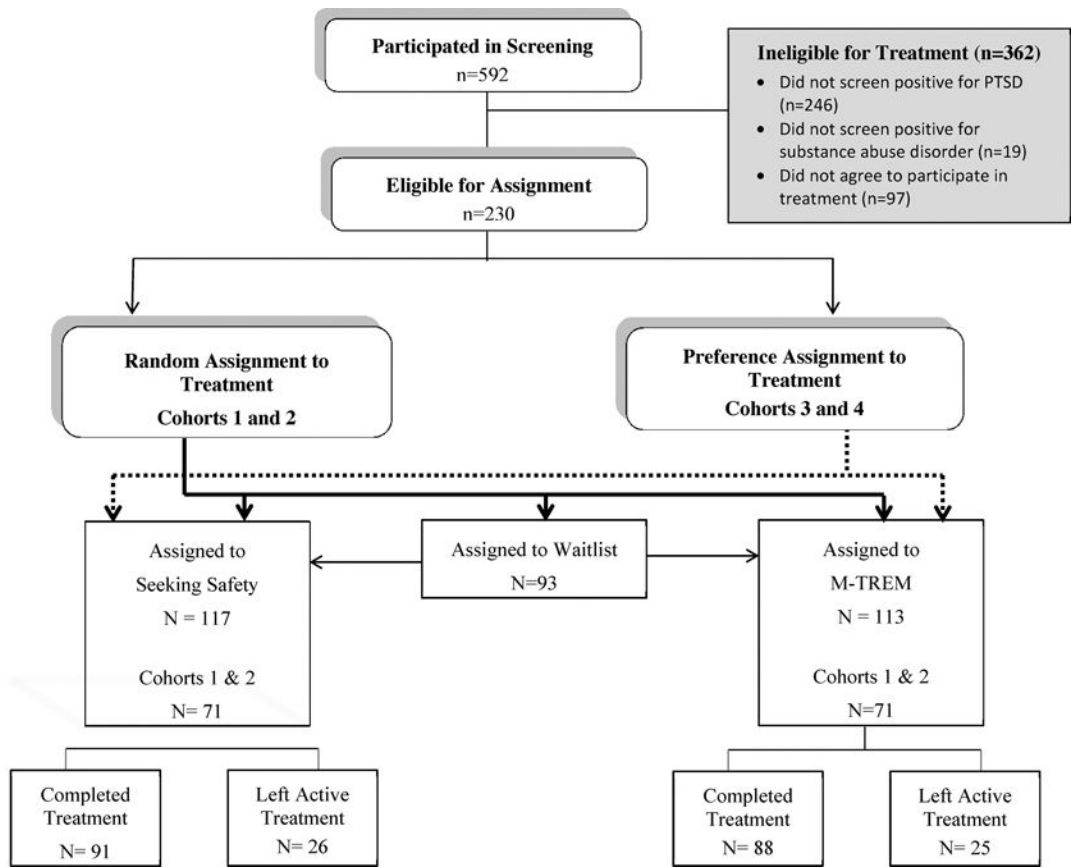 Participated in Screening
n=592
Ineligible for Treatment (n=362)
• Did not screen positive for PTSD
(n=246)
• Did not screen positive for
substance abuse disorder (n=19)
• Did not agree to participate in
treatment (n=97)
Eligible for Assignment
n=230
Random Assignment to
Treatment
Cohorts 1 and 2
Preference Assignment to
Treatment
Cohorts 3 and 4
Assigned to
Seeking Safety
N = 117
Cohorts 1 & 2
N= 71
Assigned to Waitlist
N=93
Assigned to
M-TREM
N = 113
Cohorts 1 & 2
N=71
Completed
Treatment
N= 91
Left Active
Treatment
N= 26
Completed
Treatment
N= 88
Left Active
Treatment
N= 25